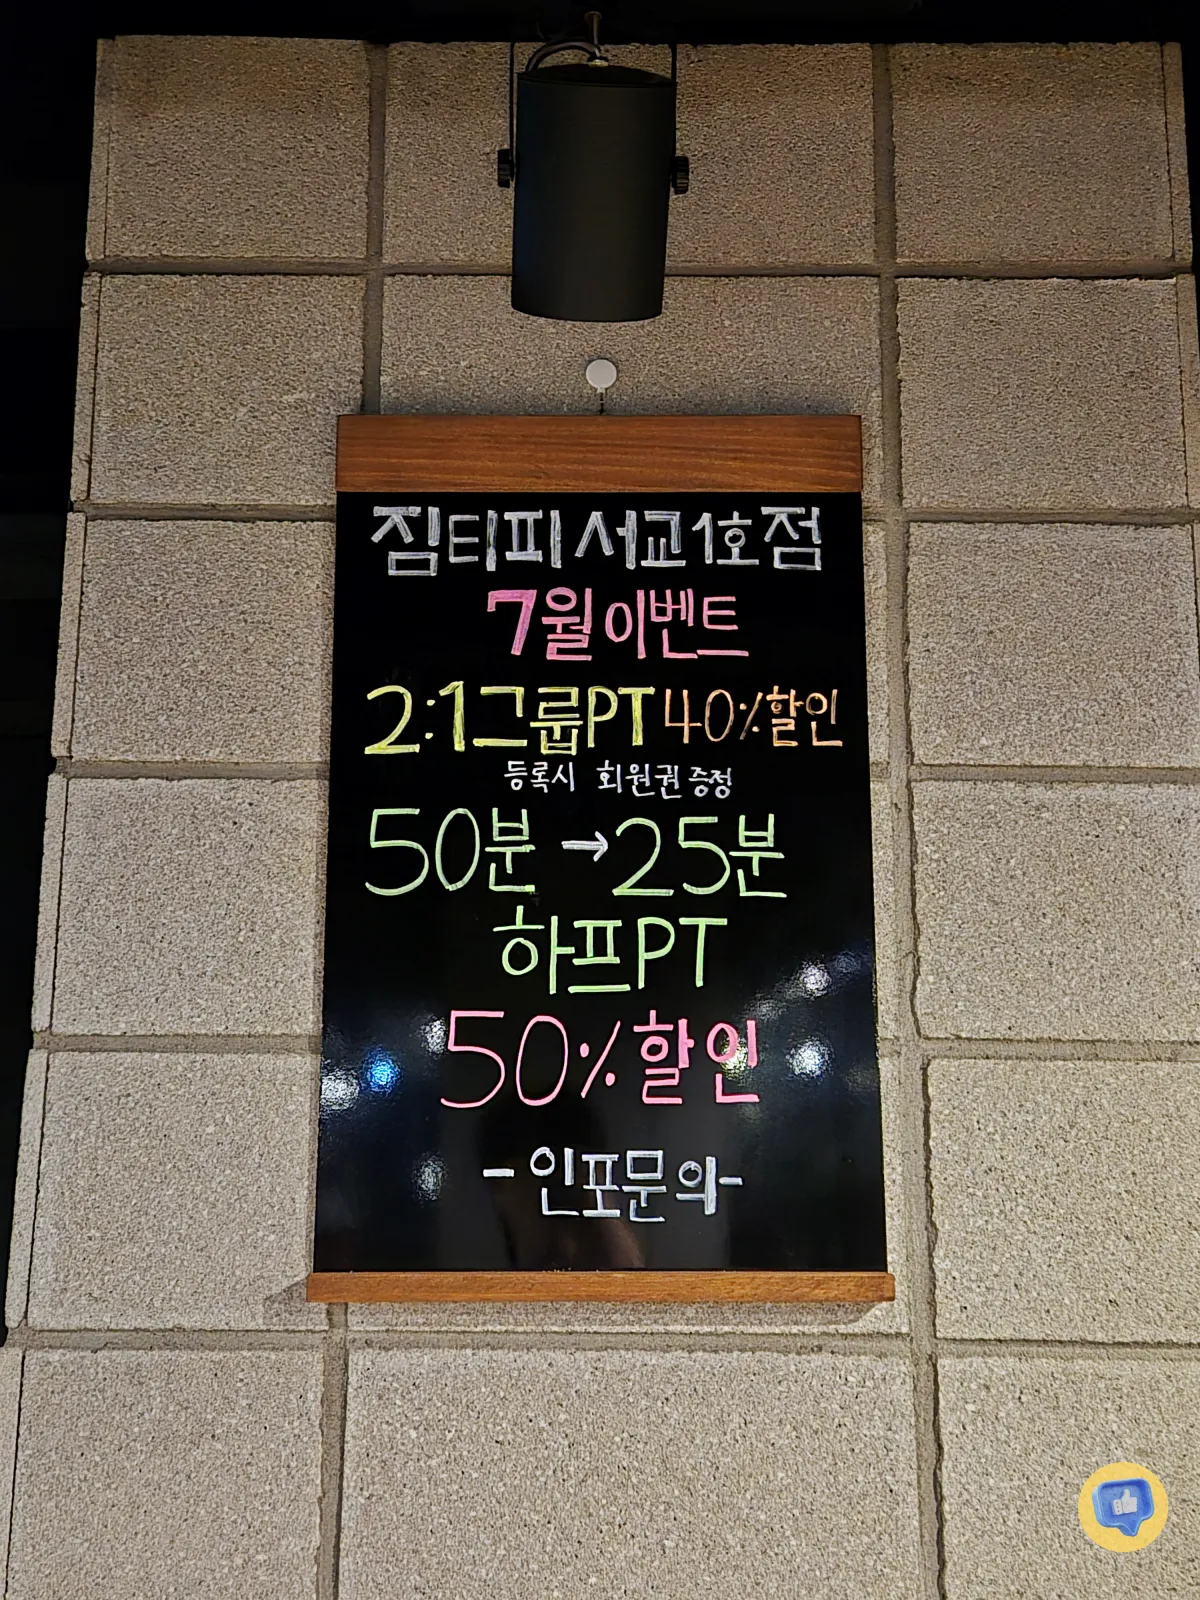 짐티피 서교1호점
7월 이벤트
2:1그룹PT 40%할인
등록시 회원권 증정
50분 → 25분
하프PT
50%할인
- 인포문의-